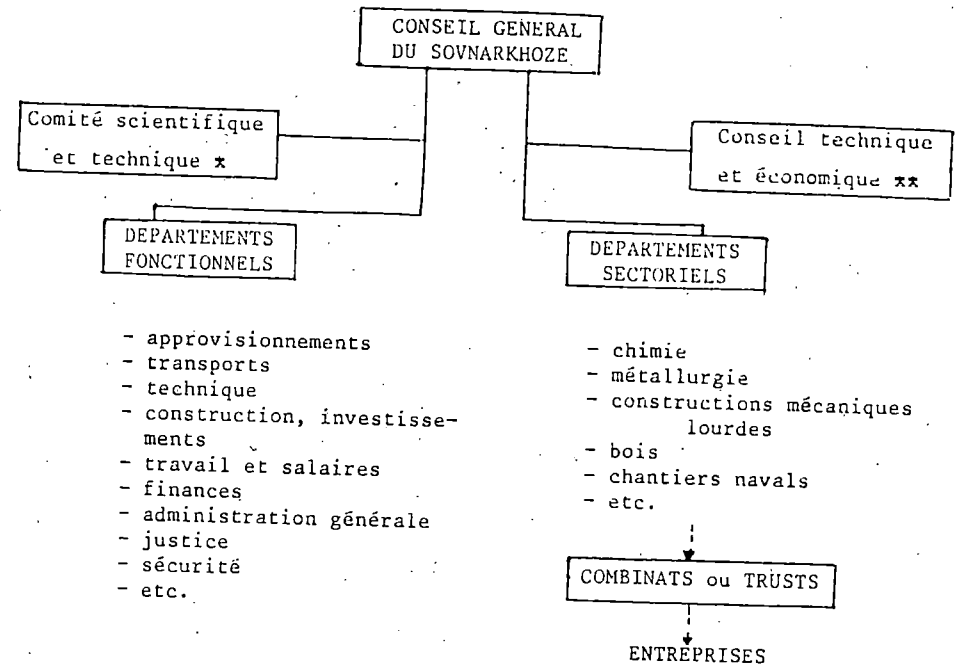 CONSEIL GENERAL
DU SOVNARKHOZE
Comité scientifique
et technique *
Conseil technique
et économique **
DEPARTEMENTS
FONCTIONNELS
DEPARTEMENTS
SECTORIELS
- approvisionnements
- transports
- technique
- construction, investisse-
ments
- travail et salaires
- finances
- administration générale
- justice
- sécurité
- etc.
- chimie
- métallurgie
- constructions mécaniques
lourdes
- bois
- chantiers navals
- etc.
COMBINATS ou TRUSTS
ENTREPRISES